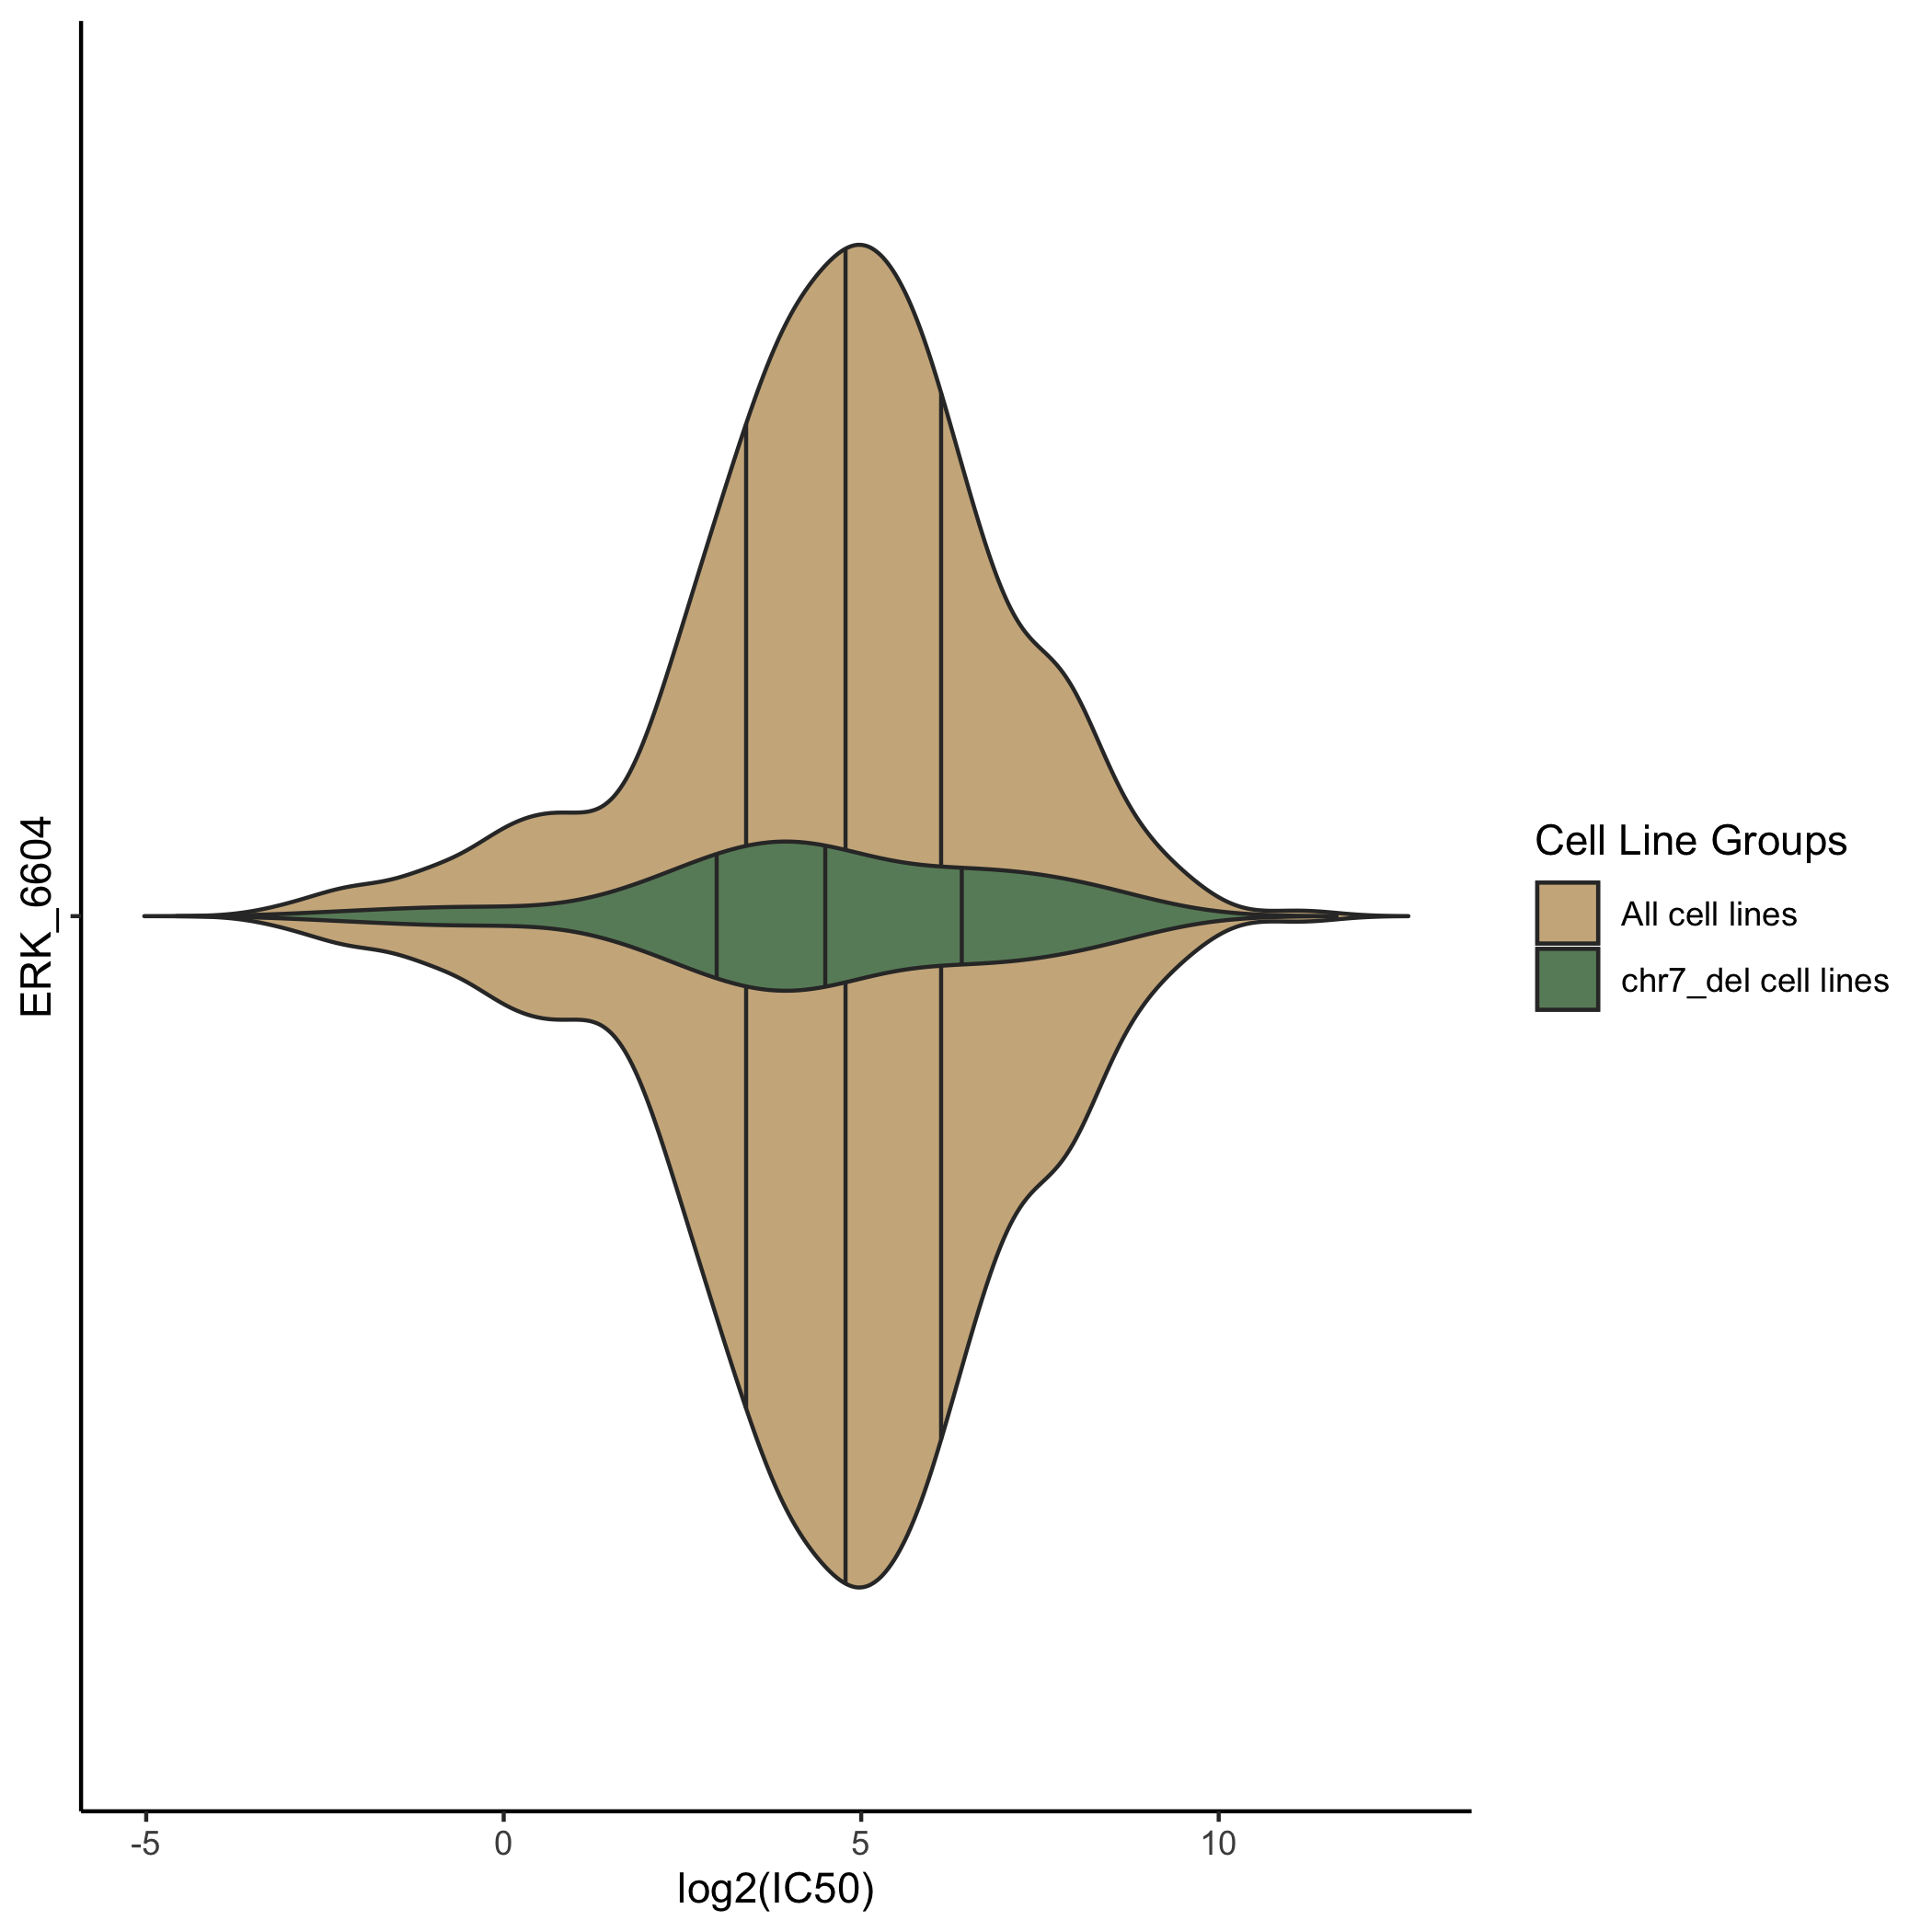 ERK_6604
-5 0 5 10
log2(IC50)
Cell Line Groups
All cell lines
chr7_del cell lines